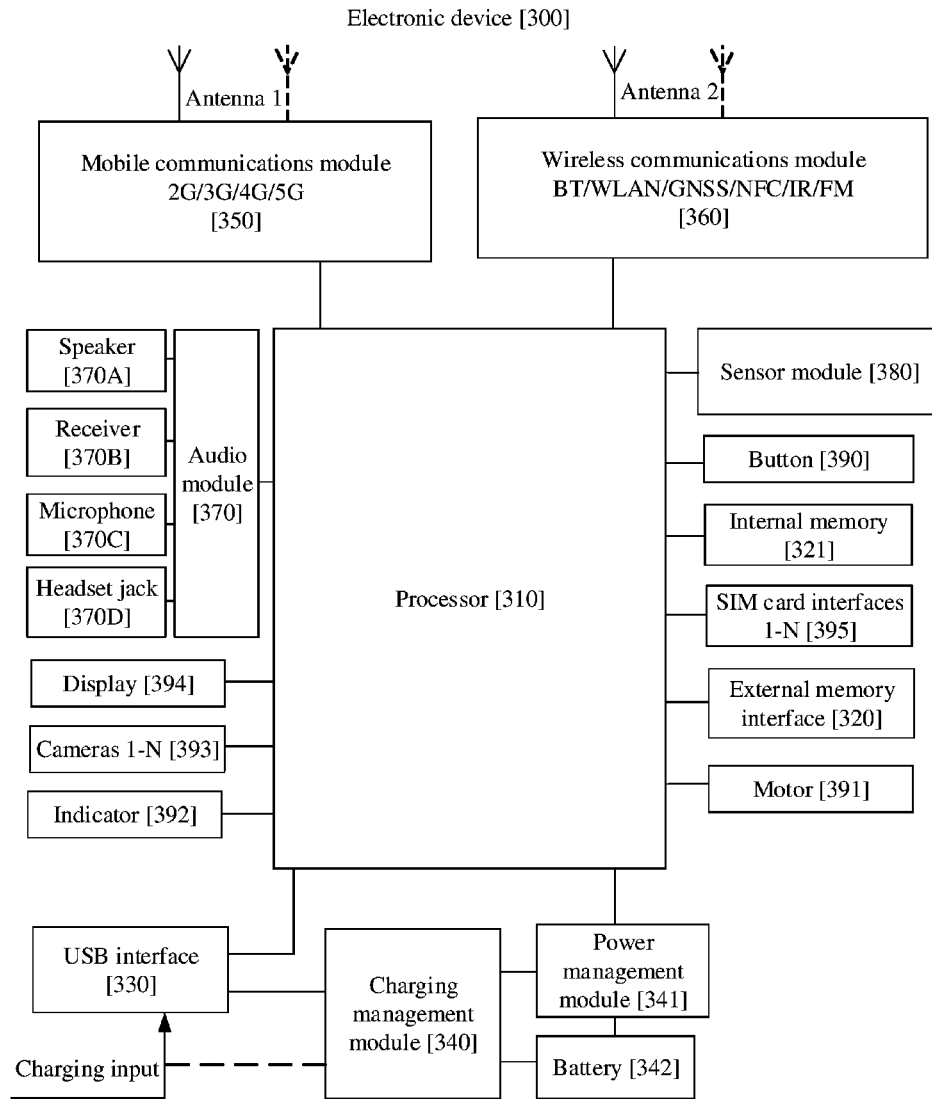 Electronic device [300]
Antenna 1
Antenna 2
Mobile communications module
2G/3G/4G/5G
[350]
Wireless communications module
BT/WLAN/GNSS/NFC/IR/FM
[360]
Speaker
[370A]
Receiver
[370B]
Microphone
[370C]
Headset jack
[370D]
Audio
module
[370]
Display [394]
Cameras 1-N [393]
Indicator [392]
Processor [310]
Sensor module [380]
Button [390]
Internal memory
[321]
SIM card interfaces
1-N [395]
External memory
interface [320]
Motor [391]
USB interface
[330]
Charging input
Charging
management
module [340]
Power
management
module [341]
Battery [342]